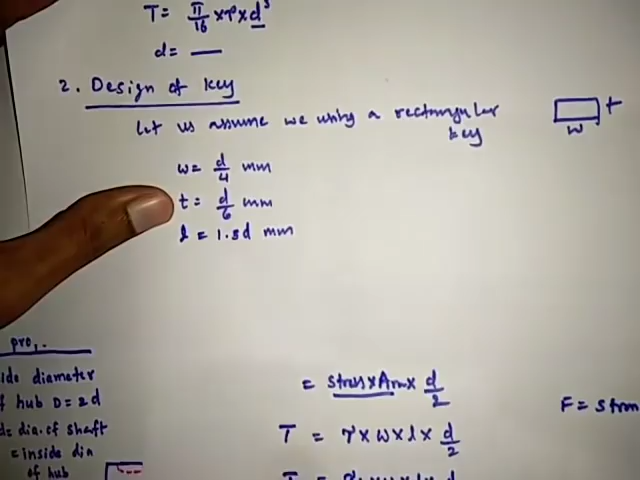 T = π/16 × τ × d³
d = —
2. Design of key
Let us assume we using a rectangular
key
t
w
w = d/4 mm
t = d/6 mm
l = 1.5d mm
pro,.
ide diameter
f hub D = 2d
d = dia. of shaft
= inside dia
of hub
= stress × Area × d/2
F = Stress
T = τ × w × l × d/2